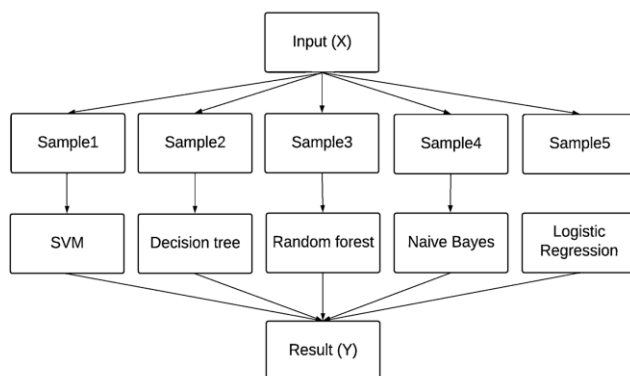 Input (X)
Sample1
Sample2
Sample3
Sample4
Sample5
SVM
Decision tree
Random forest
Naive Bayes
Logistic
Regression
Result (Y)